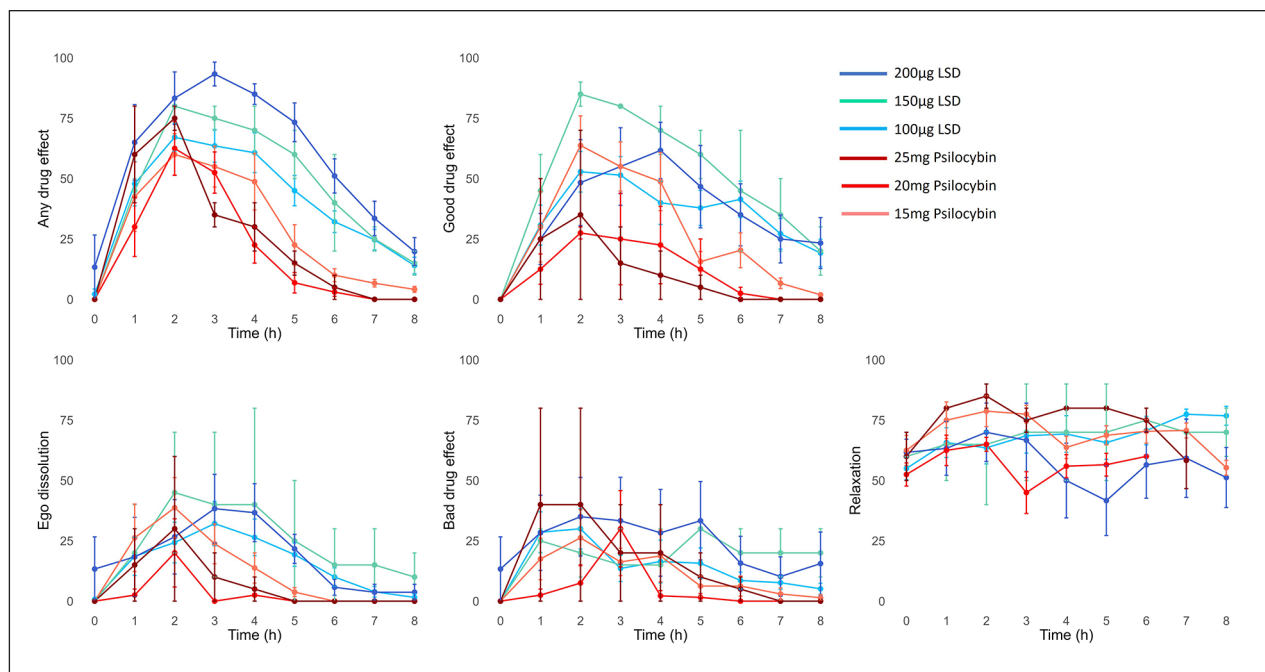 Any drug effect
100
75
50
25
0
0 1 2 3 4 5 6 7 8
Time (h)
Good drug effect
100
75
50
25
0
0 1 2 3 4 5 6 7 8
Time (h)
200µg LSD
150µg LSD
100µg LSD
25mg Psilocybin
20mg Psilocybin
15mg Psilocybin
Ego dissolution
100
75
50
25
0
0 1 2 3 4 5 6 7 8
Time (h)
Bad drug effect
100
75
50
25
0
0 1 2 3 4 5 6 7 8
Time (h)
Relaxation
100
75
50
25
0
0 1 2 3 4 5 6 7 8
Time (h)